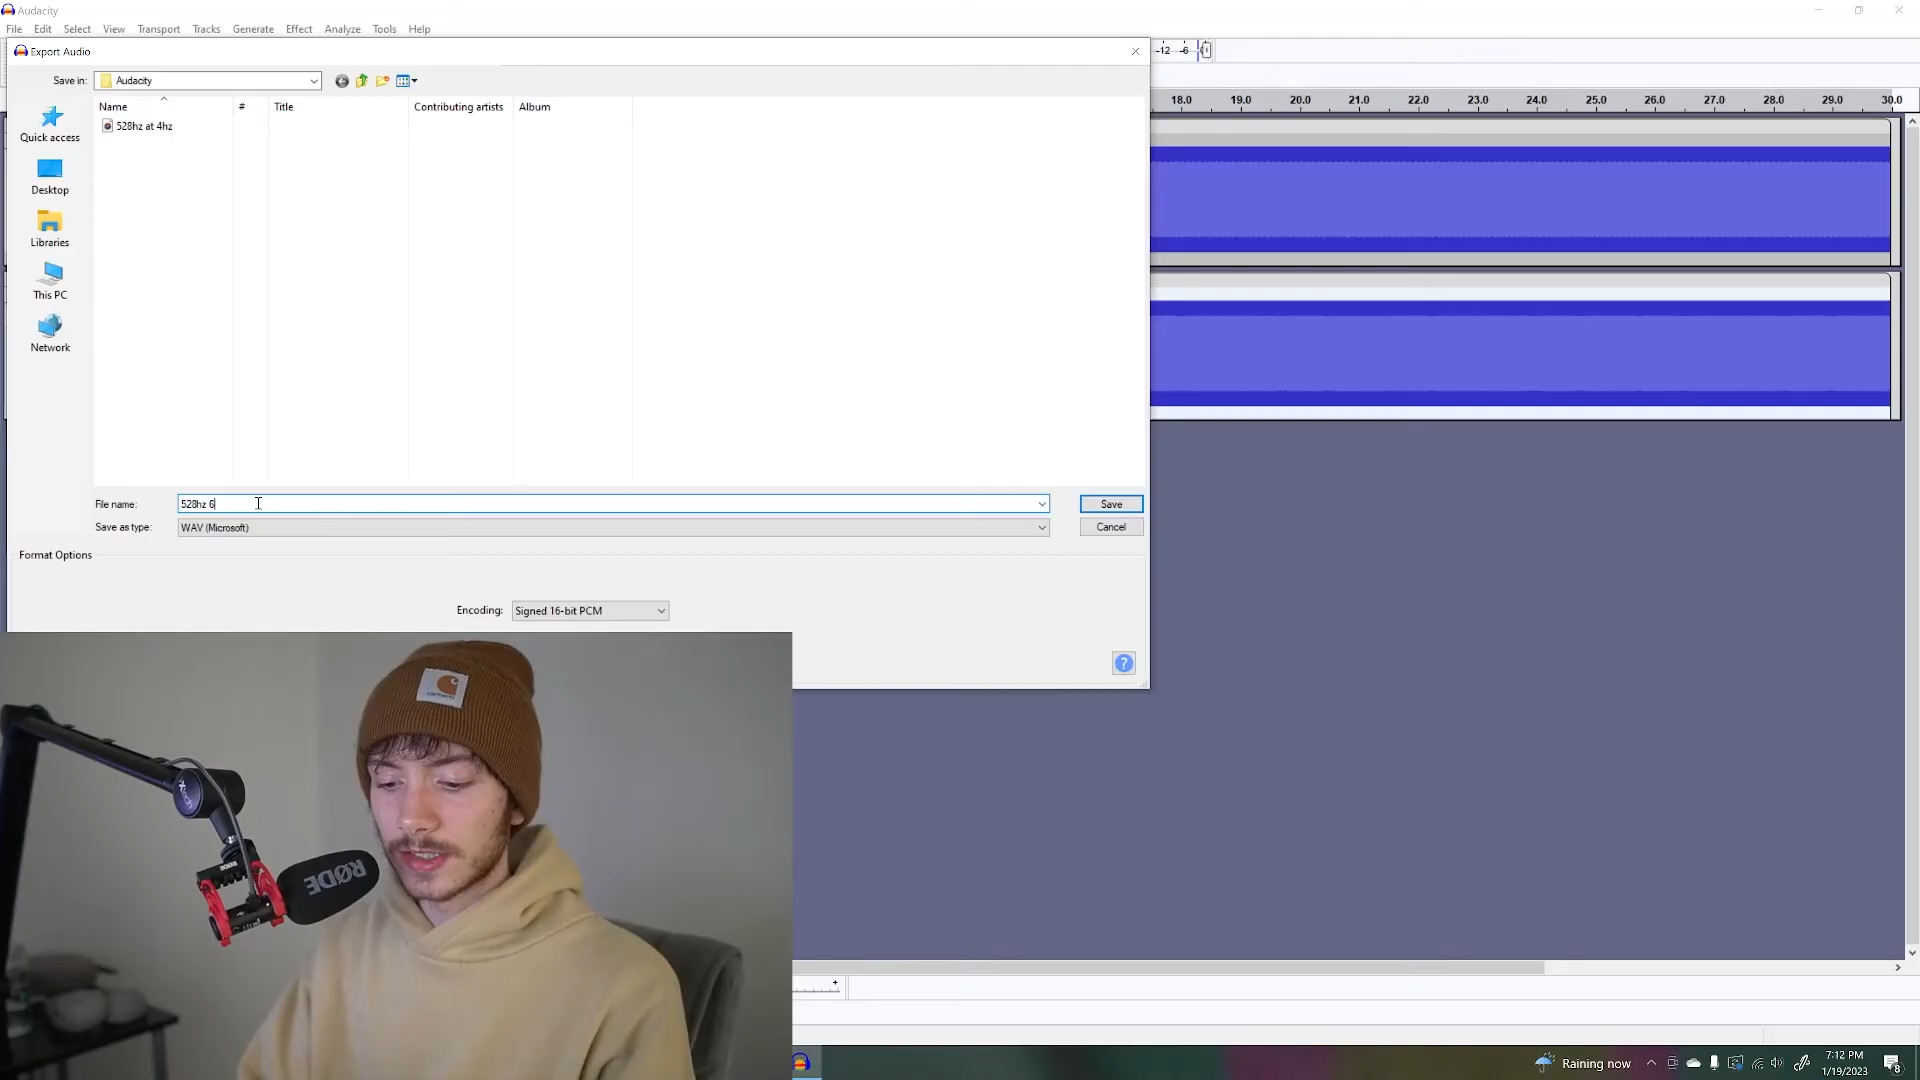 Audacity
File Edit Select View Transport Tracks Generate Effect Analyze Tools Help
Export Audio
-12 -6
Save in: Audacity
Name # Title Contributing artists Album
528hz at 4hz
18.0 19.0 20.0 21.0 22.0 23.0 24.0 25.0 26.0 27.0 28.0 29.0 30.0
Quick access
Desktop
Libraries
This PC
Network
File name: 528hz 6
Save
Save as type: WAV (Microsoft)
Cancel
Format Options
Encoding: Signed 16-bit PCM
?
carhartt
RØDE
RØDE
Raining now
7:12 PM
1/19/2023
8